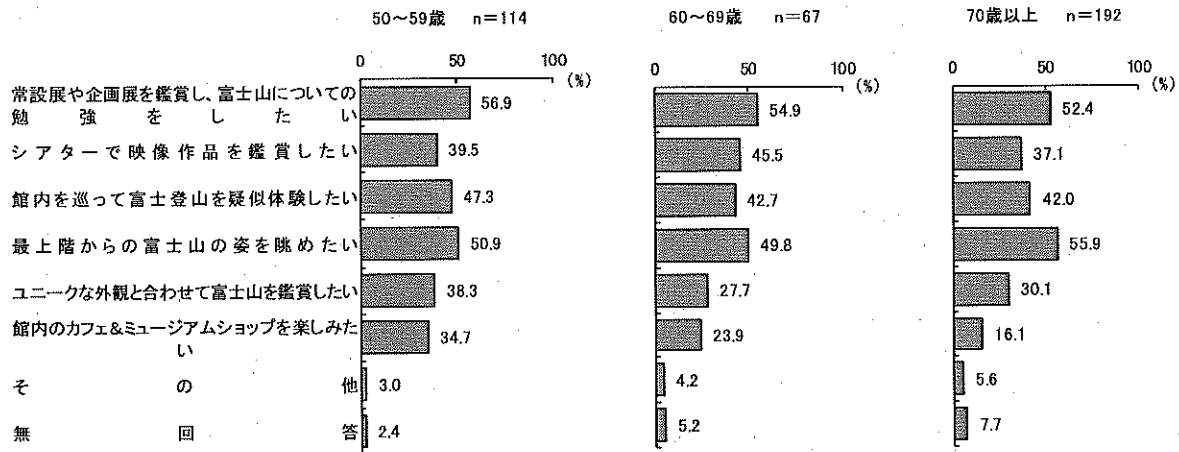 50～59歳 n=114
60～69歳 n=67
70歳以上 n=192
0 50 100
(%)
0 50 100
(%)
0 50 100
(%)
常設展や企画展を鑑賞し、富士山についての
勉強をしたい
56.9
54.9
52.4
シアターで映像作品を鑑賞したい
39.5
45.5
37.1
館内を巡って富士登山を疑似体験したい
47.3
42.7
42.0
最上階からの富士山の姿を眺めたい
50.9
49.8
55.9
ユニークな外観と合わせて富士山を鑑賞したい
38.3
27.7
30.1
館内のカフェ&ミュージアムショップを楽しみた
い
34.7
23.9
16.1
その他
3.0
4.2
5.6
無回答
2.4
5.2
7.7